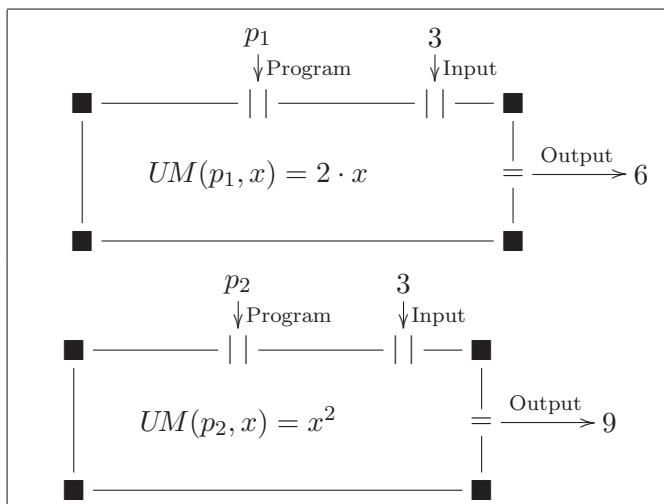 p₁ 3
Program Input
UM(p₁, x) = 2 · x
= Output 6
p₂ 3
Program Input
UM(p₂, x) = x²
= Output 9